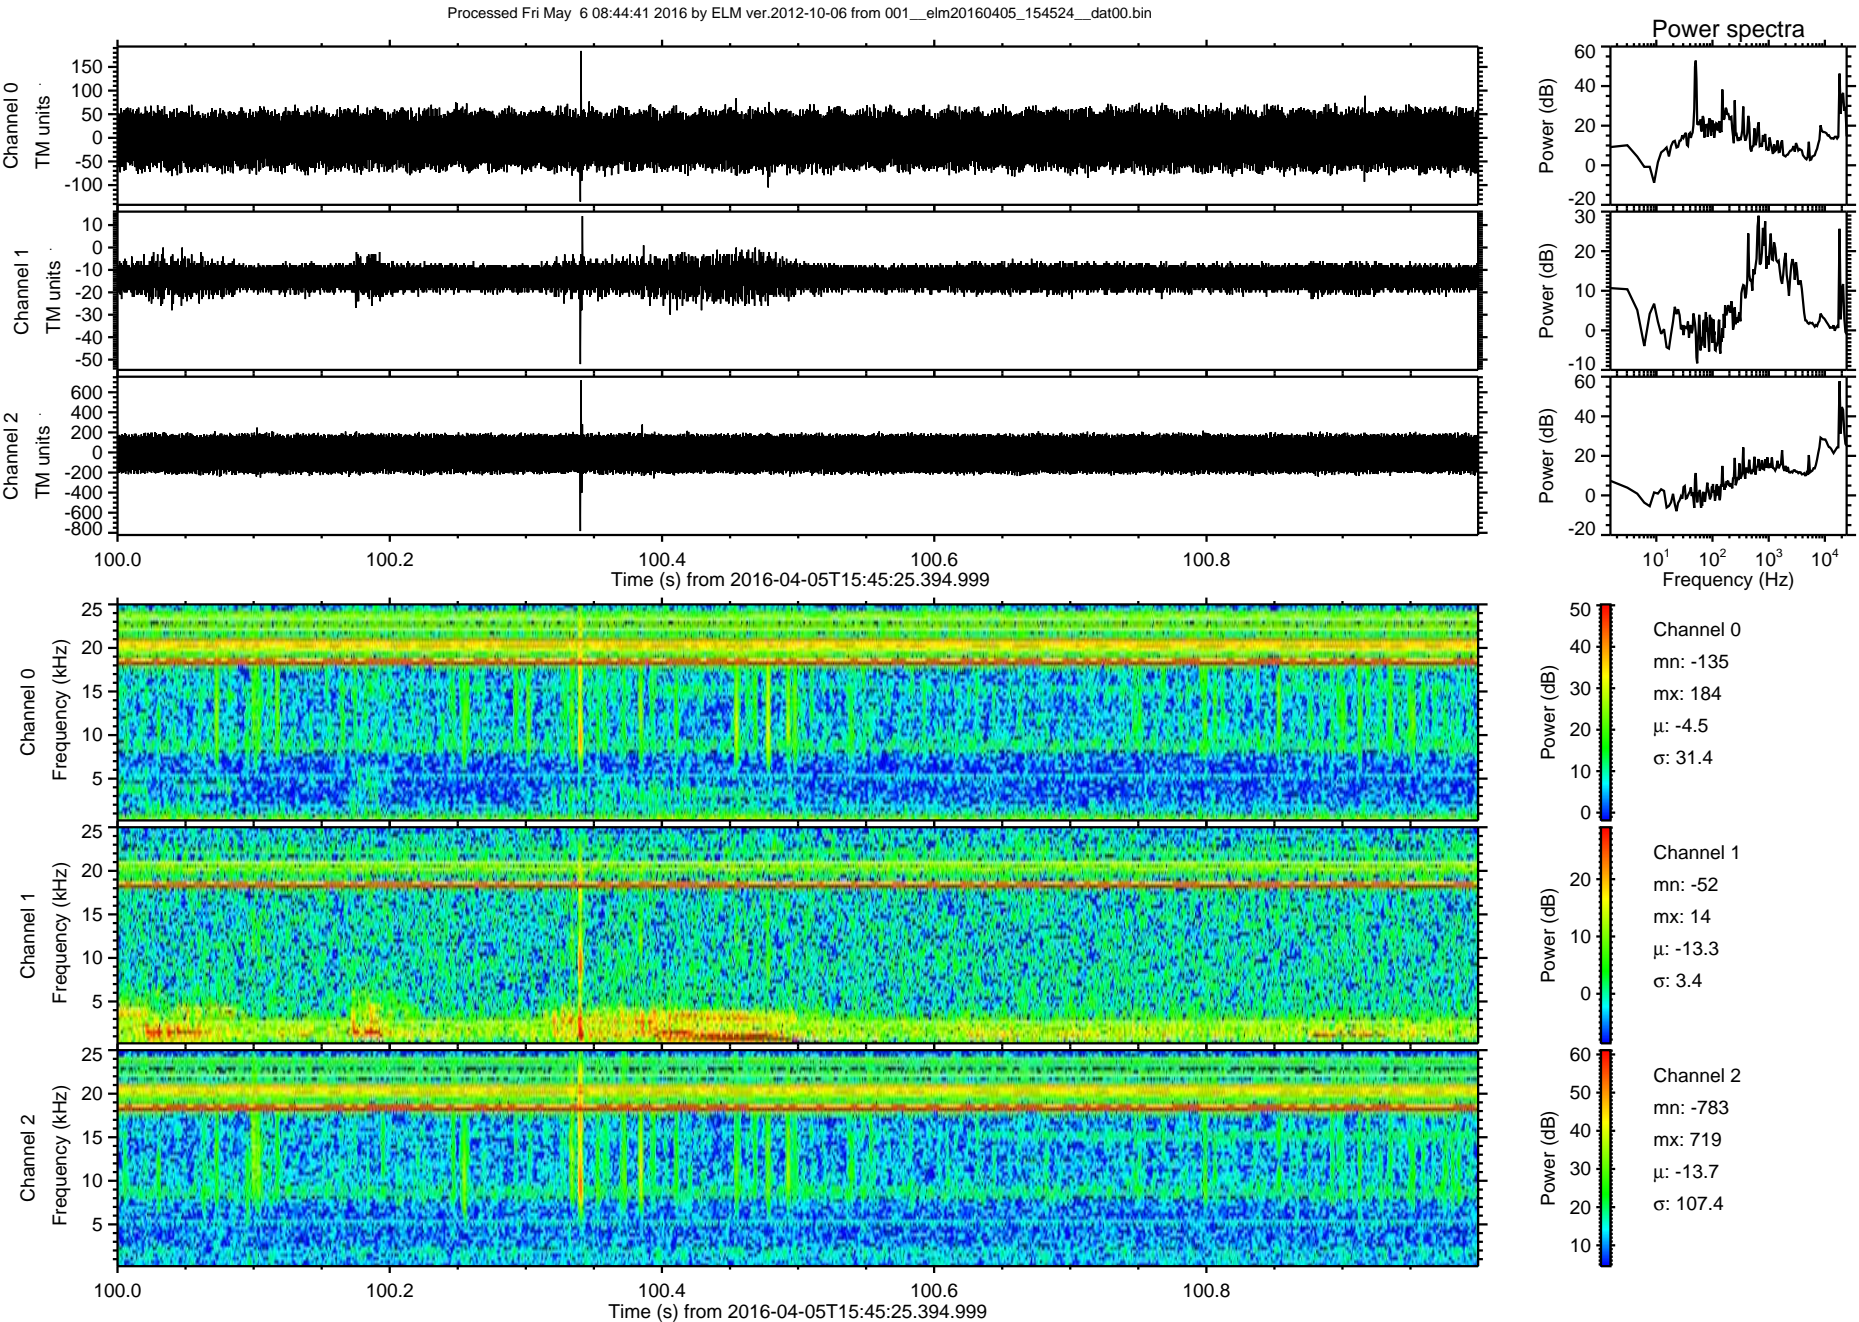 Processed Fri May  6 08:44:41 2016 by ELM ver.2012-10-06 from 001__elm20160405_154524__dat00.bin
Power spectra
Channel 0
TM units
150
100
50
0
-50
-100
Power (dB)
60
40
20
0
-20
Channel 1
TM units
10
0
-10
-20
-30
-40
-50
Power (dB)
30
20
10
0
-10
Channel 2
TM units
600
400
200
0
-200
-400
-600
-800
Power (dB)
60
40
20
0
-20
100.0 100.2 100.4 100.6 100.8
Time (s) from 2016-04-05T15:45:25.394.999
10¹ 10² 10³ 10⁴
Frequency (Hz)
Channel 0
Frequency (kHz)
25
20
15
10
5
Power (dB)
50
40
30
20
10
0
Channel 0
mn: -135
mx: 184
μ: -4.5
σ: 31.4
Channel 1
Frequency (kHz)
25
20
15
10
5
Power (dB)
20
10
0
Channel 1
mn: -52
mx: 14
μ: -13.3
σ: 3.4
Channel 2
Frequency (kHz)
25
20
15
10
5
Power (dB)
60
50
40
30
20
10
Channel 2
mn: -783
mx: 719
μ: -13.7
σ: 107.4
100.0 100.2 100.4 100.6 100.8
Time (s) from 2016-04-05T15:45:25.394.999